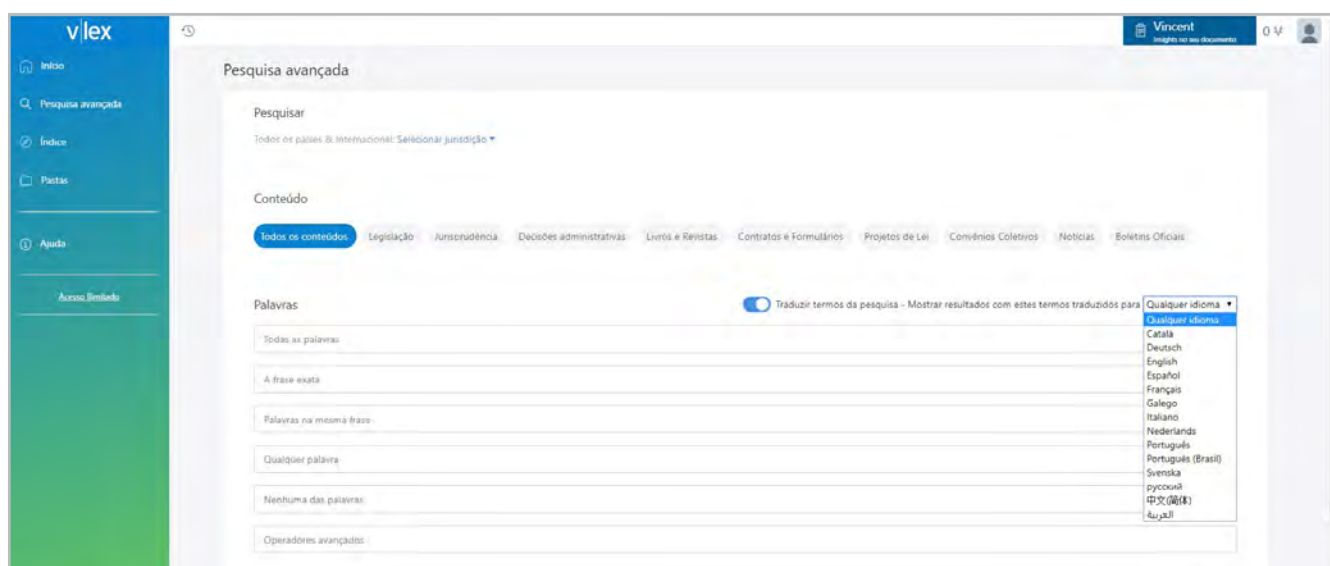 v|lex
Vincent
Insights no seu documento
0
Início
Pesquisa avançada
Índice
Pastas
Ajuda
Acesso Ilimitado
Pesquisa avançada
Pesquisar
Todos os países & Internacional: Selecionar jurisdição
Conteúdo
Todos os conteúdos Legislação Jurisprudência Decisões administrativas Livros e Revistas Contratos e Formulários Projetos de Lei Convênios Coletivos Notícias Boletins Oficiais
Palavras
Traduzir termos da pesquisa - Mostrar resultados com estes termos traduzidos para Qualquer idioma
Qualquer idioma
Català
Deutsch
English
Español
Français
Galego
Italiano
Nederlands
Português
Português (Brasil)
Svenska
русский
中文(简体)
العربية
Todas as palavras
A frase exata
Palavras na mesma frase
Qualquer palavra
Nenhuma das palavras
Operadores avançados